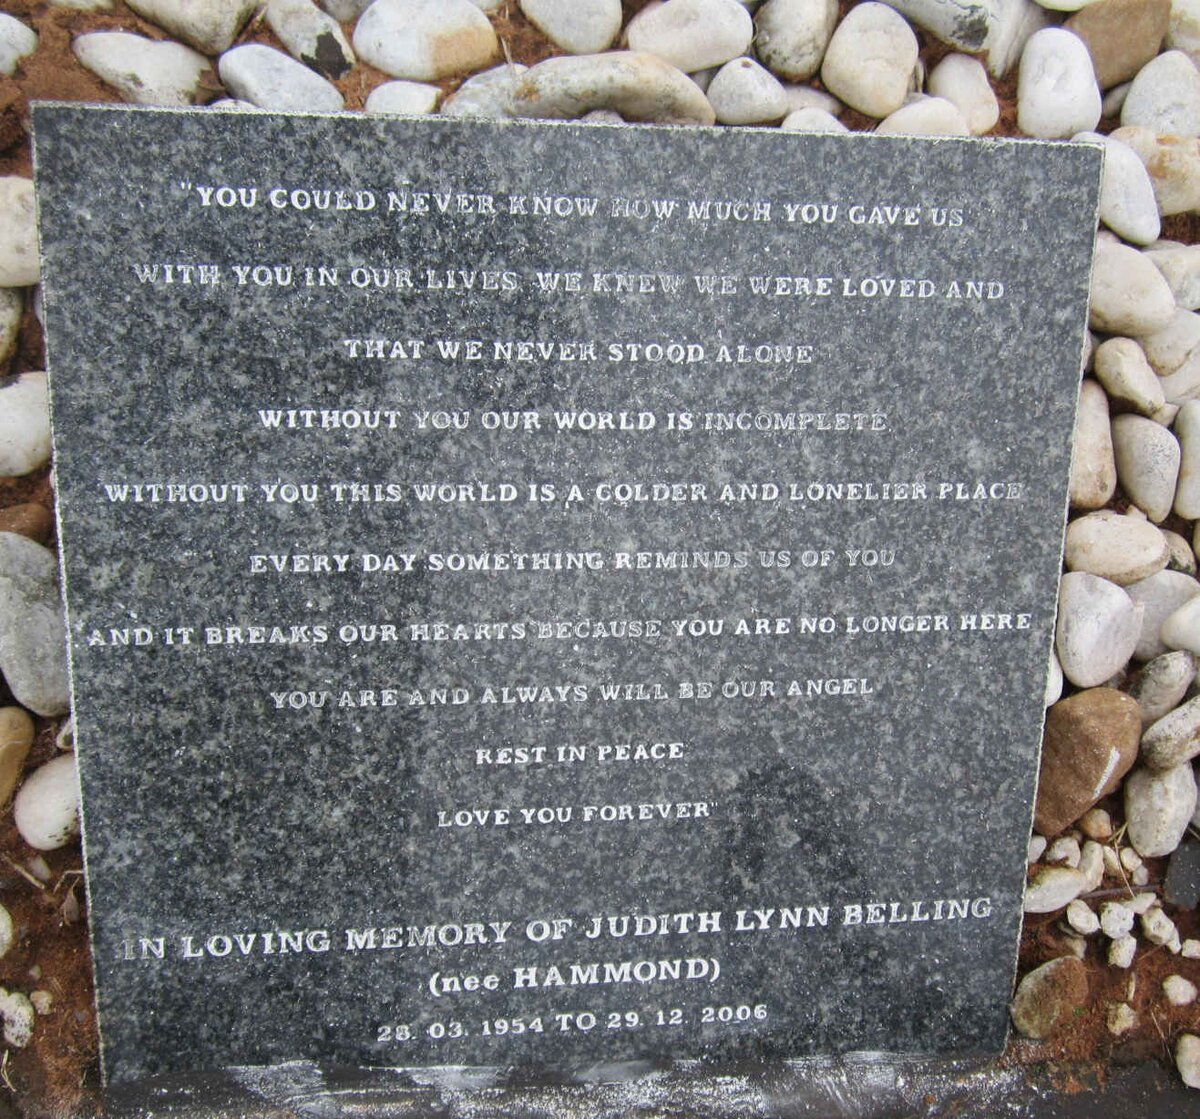 "YOU COULD NEVER KNOW HOW MUCH YOU GAVE US
WITH YOU IN OUR LIVES, WE KNEW WE WERE LOVED AND
THAT WE NEVER STOOD ALONE
WITHOUT YOU OUR WORLD IS INCOMPLETE,
WITHOUT YOU THIS WORLD IS A COLDER AND LONELIER PLACE
EVERY DAY SOMETHING REMINDS US OF YOU
AND IT BREAKS OUR HEARTS BECAUSE YOU ARE NO LONGER HERE
YOU ARE AND ALWAYS WILL BE OUR ANGEL
REST IN PEACE
LOVE YOU FOREVER"
IN LOVING MEMORY OF JUDITH LYNN BELLING
(nee HAMMOND)
28. 03. 1954 TO 29. 12. 2006